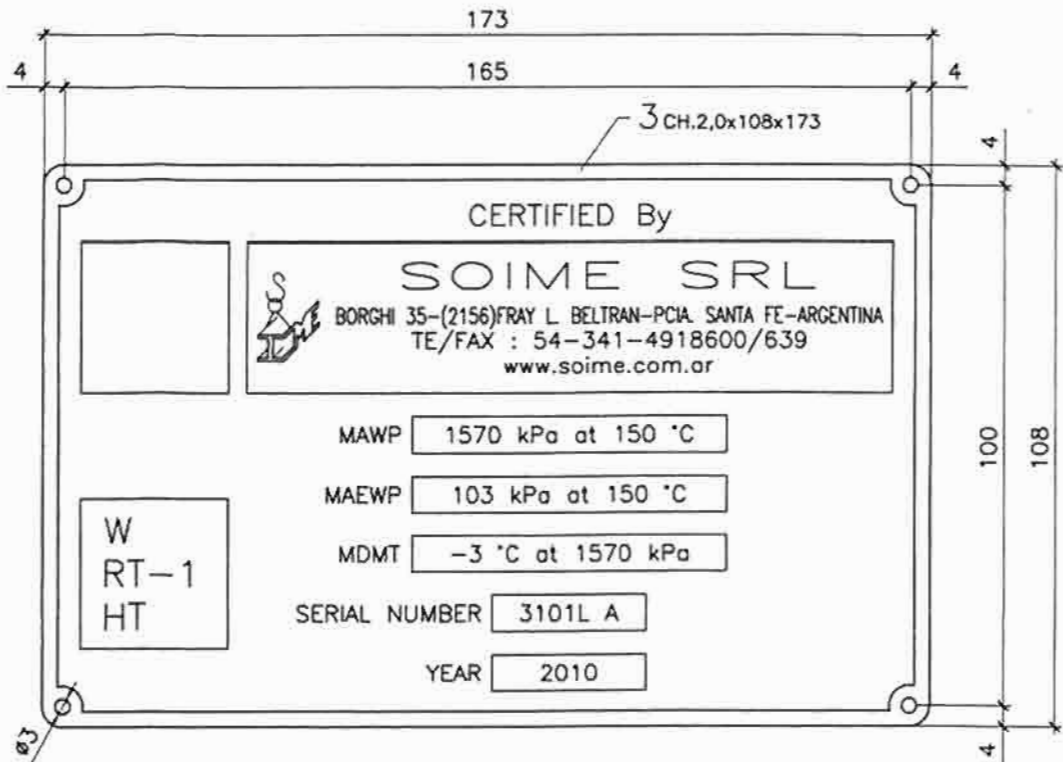 173
4 165 4
3 CH.2,0x108x173
4
CERTIFIED By
SOIME SRL
BORGHI 35-(2156)FRAY L. BELTRAN-PCIA. SANTA FE-ARGENTINA
TE/FAX : 54-341-4918600/639
www.soime.com.ar
IME
MAWP 1570 kPa at 150 °C
MAEWP 103 kPa at 150 °C
MDMT -3 °C at 1570 kPa
SERIAL NUMBER 3101L A
YEAR 2010
W
RT-1
HT
100
108
ø3
4